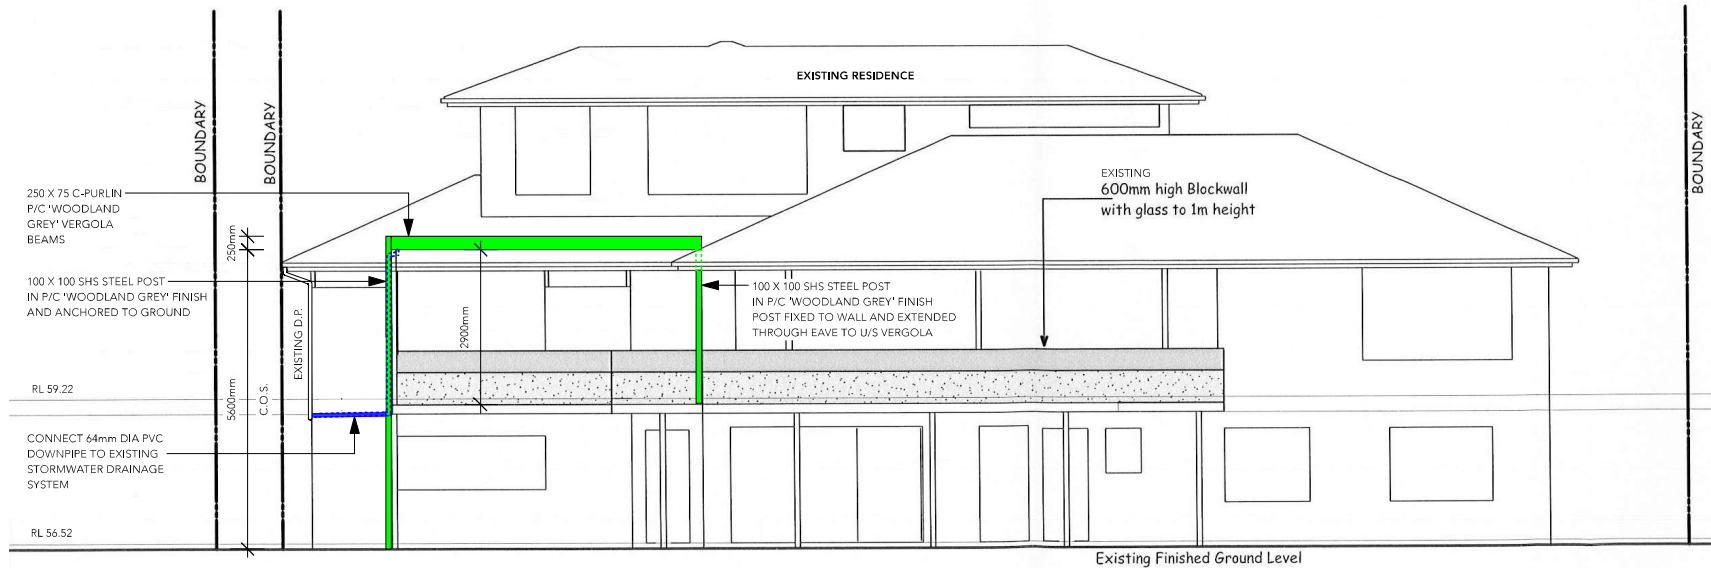 EXISTING RESIDENCE
BOUNDARY
BOUNDARY
BOUNDARY
250 X 75 C-PURLIN
P/C 'WOODLAND
GREY' VERGOLA
BEAMS
EXISTING
600mm high Blockwall
with glass to 1m height
250mm
100 X 100 SHS STEEL POST
IN P/C 'WOODLAND GREY' FINISH
AND ANCHORED TO GROUND
100 X 100 SHS STEEL POST
IN P/C 'WOODLAND GREY' FINISH
POST FIXED TO WALL AND EXTENDED
THROUGH EAVE TO U/S VERGOLA
EXISTING D.P.
2900mm
RL 59.22
5600mm
C.O.S.
CONNECT 64mm DIA PVC
DOWNPIPE TO EXISTING
STORMWATER DRAINAGE
SYSTEM
RL 56.52
Existing Finished Ground Level